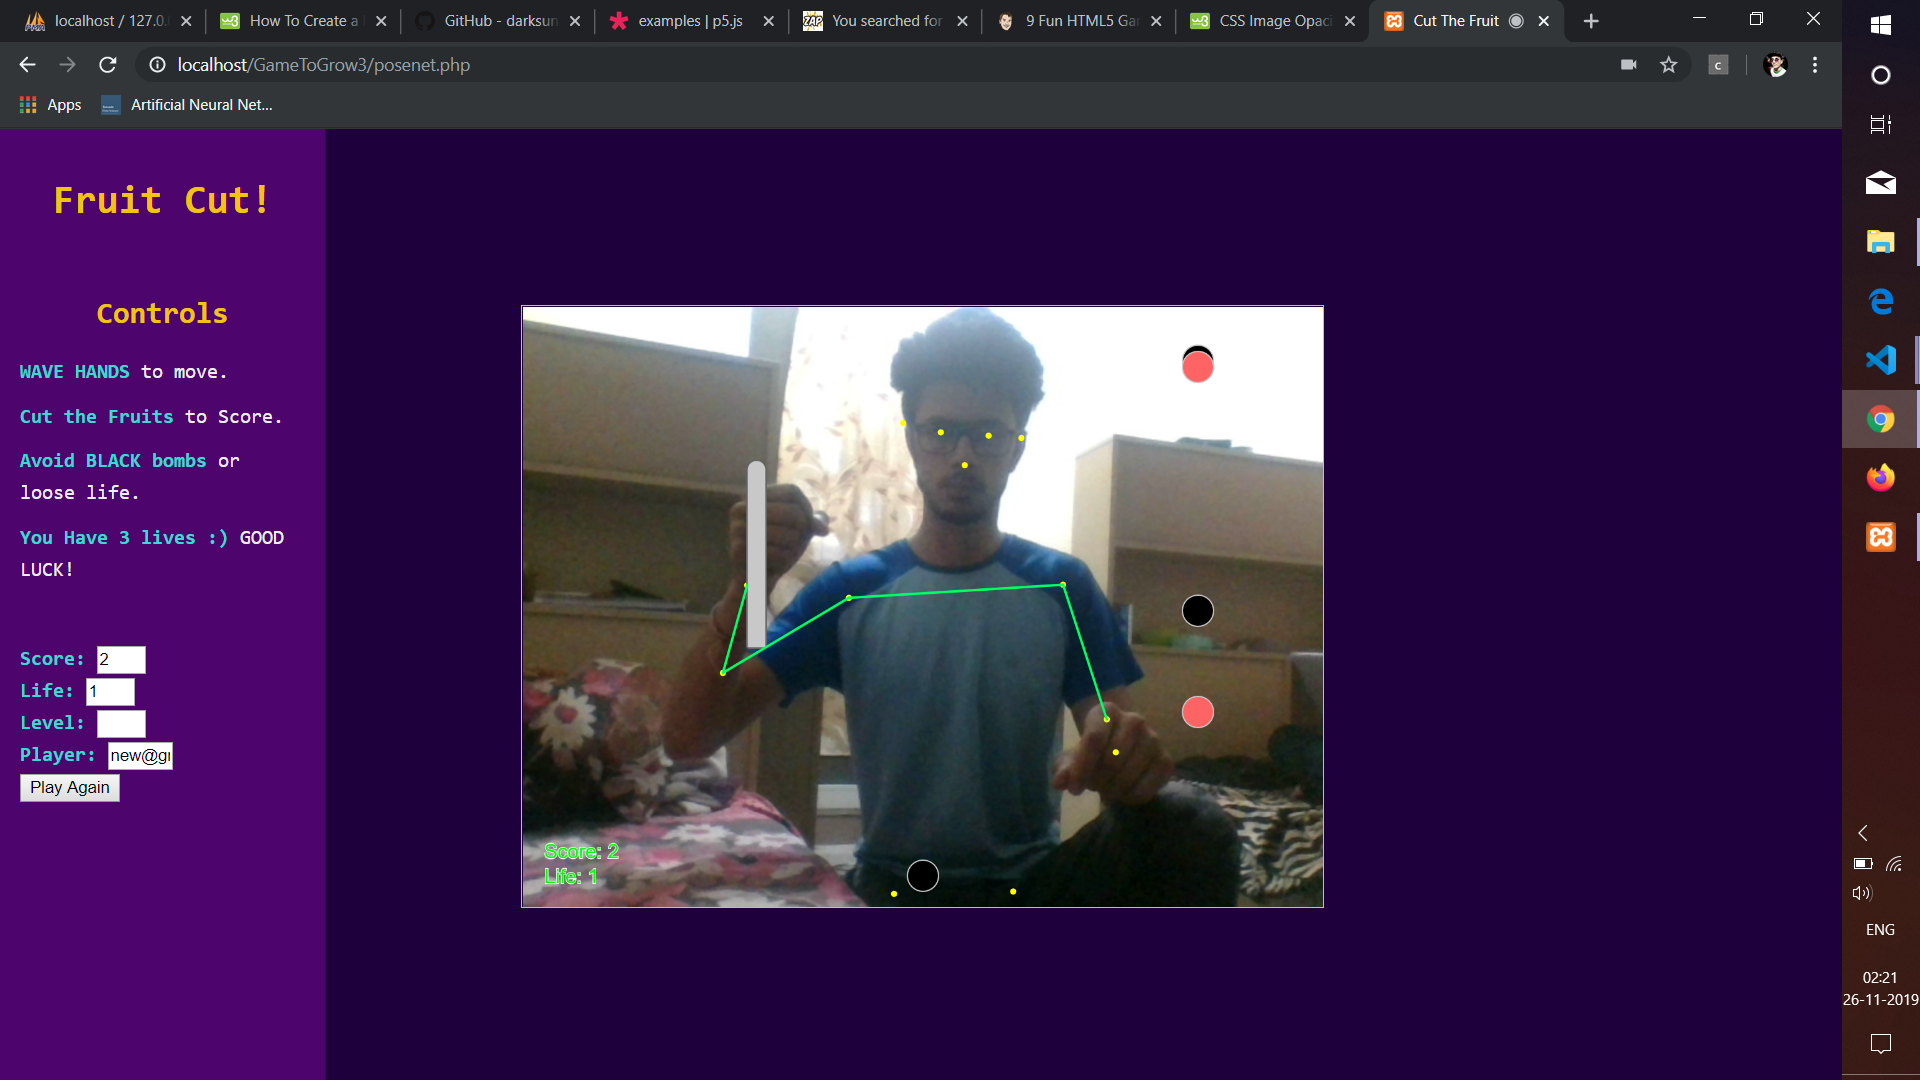 localhost / 127.0.
How To Create a
GitHub - darksun
examples | p5.js
You searched for
9 Fun HTML5 Ga
CSS Image Opaci
Cut The Fruit
localhost/GameToGrow3/posenet.php
c
Apps
Artificial Neural Net...
Fruit Cut!
Controls
WAVE HANDS to move.
Cut the Fruits to Score.
Avoid BLACK bombs or
loose life.
You Have 3 lives :) GOOD
LUCK!
Score: 2
Life: 1
Level:
Player: new@g
Play Again
Score: 2
Life: 1
ENG
02:21
26-11-2019